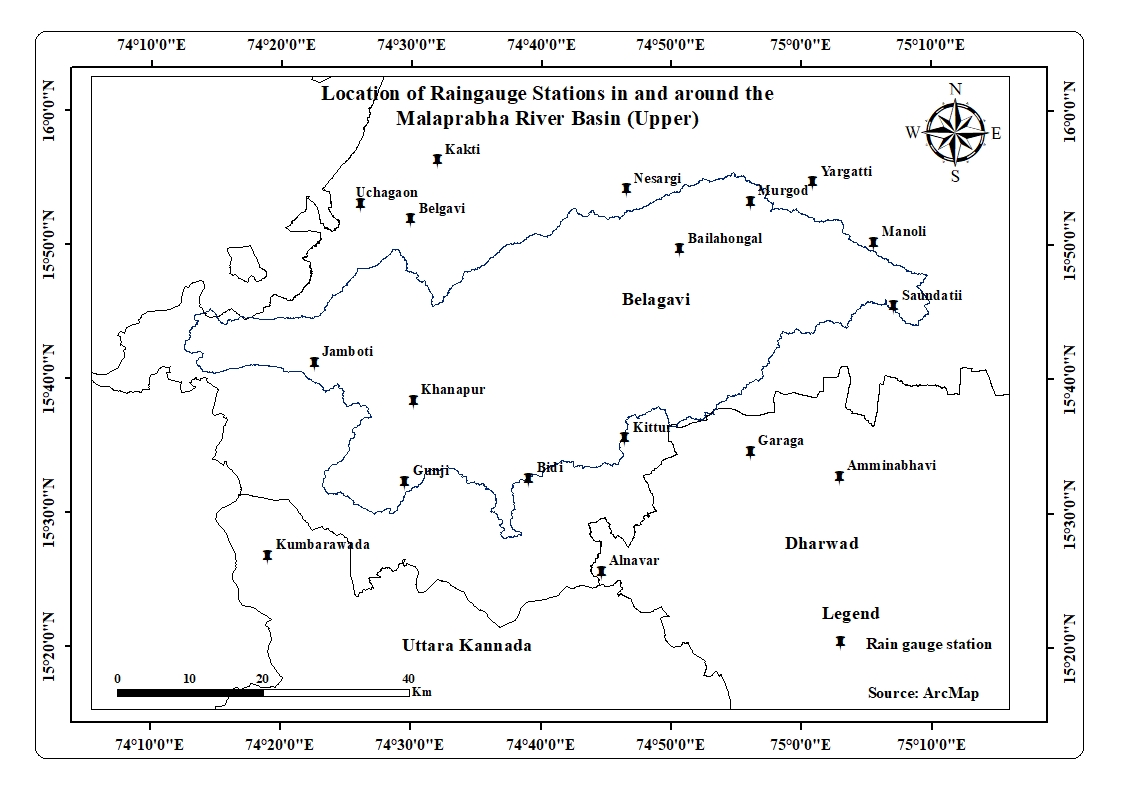 74°10'0"E 74°20'0"E 74°30'0"E 74°40'0"E 74°50'0"E 75°0'0"E 75°10'0"E
Location of Raingauge Stations in and around the
Malaprabha River Basin (Upper)
N
W E
S
16°0'0"N
16°0'0"N
Kakti
Yargatti
Nesargi
Uchagaon
Murgod
Belgavi
Manoli
Bailahongal
15°50'0"N
15°50'0"N
Saundatii
Belagavi
Jamboti
15°40'0"N
15°40'0"N
Khanapur
Kittur
Garaga
Amminabhavi
Bidi
Gunji
15°30'0"N
15°30'0"N
Dharwad
Kumbarawada
Alnavar
Legend
Rain gauge station
Uttara Kannada
15°20'0"N
15°20'0"N
0 10 20 40
Km
Source: ArcMap
74°10'0"E 74°20'0"E 74°30'0"E 74°40'0"E 74°50'0"E 75°0'0"E 75°10'0"E